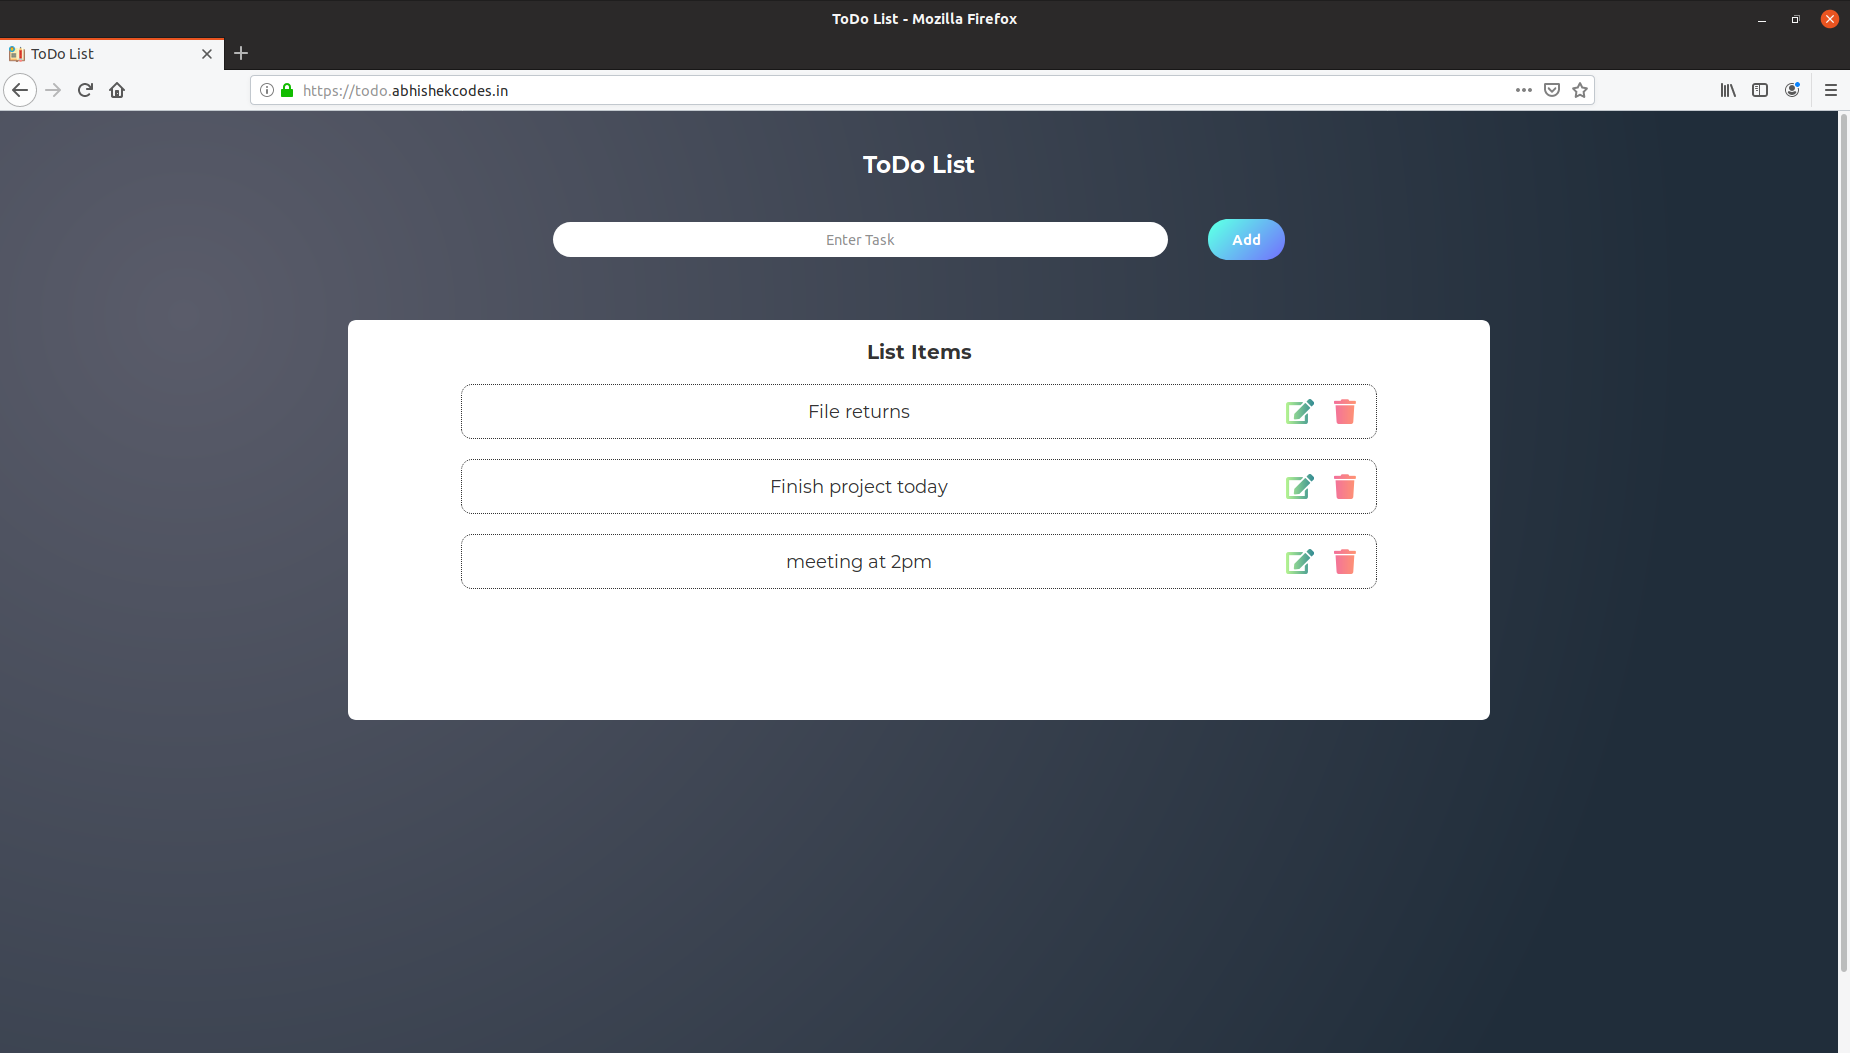 ToDo List - Mozilla Firefox
ToDo List
https://todo.abhishekcodes.in
ToDo List
Enter Task
Add
List Items
File returns
Finish project today
meeting at 2pm